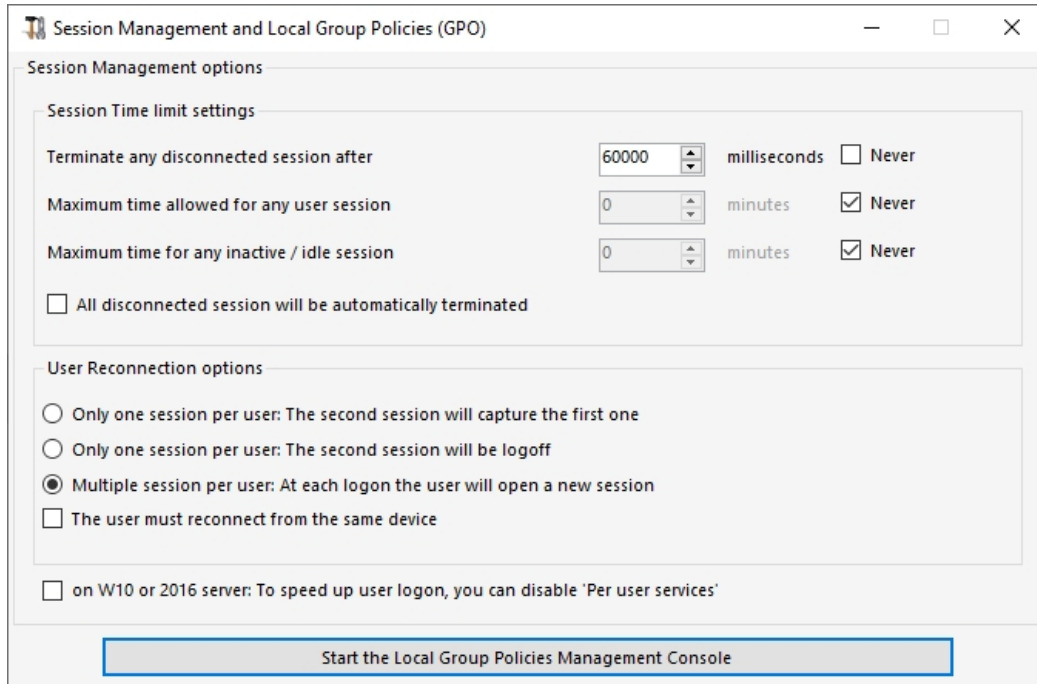 Session Management and Local Group Policies (GPO)
Session Management options
Session Time limit settings
Terminate any disconnected session after 60000 milliseconds Never
Maximum time allowed for any user session 0 minutes Never
Maximum time for any inactive / idle session 0 minutes Never
All disconnected session will be automatically terminated
User Reconnection options
Only one session per user: The second session will capture the first one
Only one session per user: The second session will be logoff
Multiple session per user: At each logon the user will open a new session
The user must reconnect from the same device
on W10 or 2016 server: To speed up user logon, you can disable 'Per user services'
Start the Local Group Policies Management Console